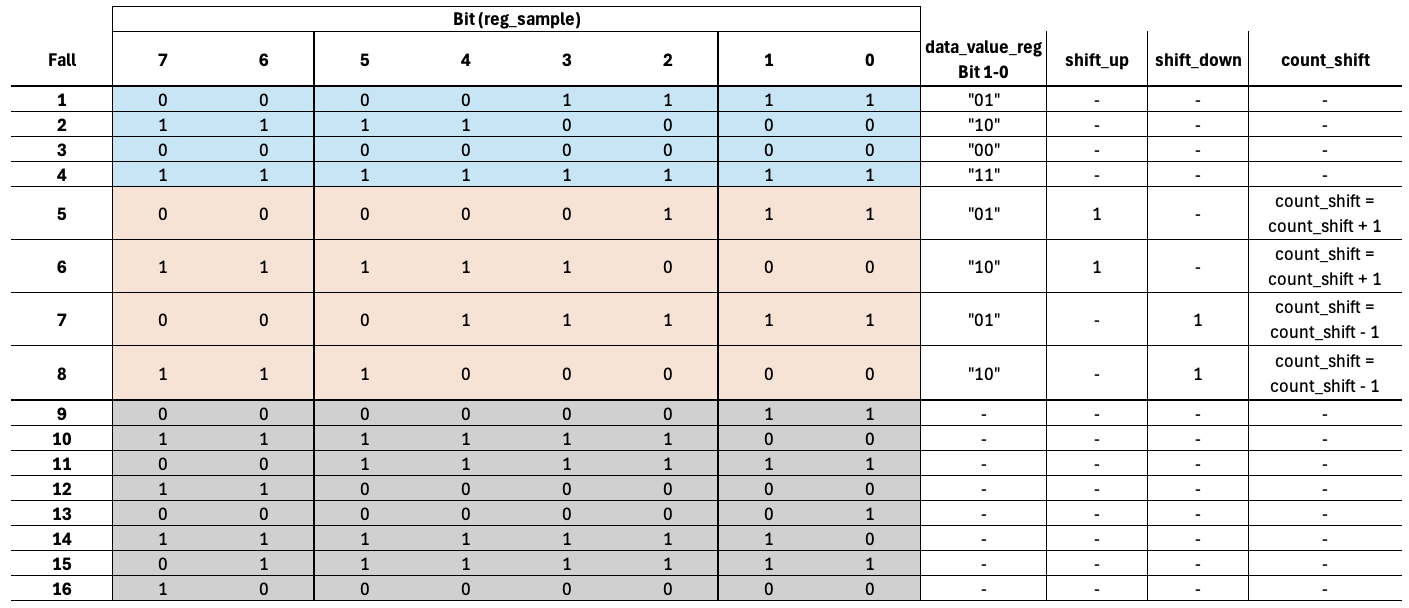 Bit (reg_sample)
Fall 7 6 5 4 3 2 1 0 data_value_reg Bit 1-0 shift_up shift_down count_shift
1 0 0 0 0 1 1 1 1 "01" - - -
2 1 1 1 1 0 0 0 0 "10" - - -
3 0 0 0 0 0 0 0 0 "00" - - -
4 1 1 1 1 1 1 1 1 "11" - - -
5 0 0 0 0 0 1 1 1 "01" 1 - count_shift = count_shift + 1
6 1 1 1 1 1 0 0 0 "10" 1 - count_shift = count_shift + 1
7 0 0 0 1 1 1 1 1 "01" - 1 count_shift = count_shift - 1
8 1 1 1 0 0 0 0 0 "10" - 1 count_shift = count_shift - 1
9 0 0 0 0 0 0 1 1 - - - -
10 1 1 1 1 1 1 0 0 - - - -
11 0 0 1 1 1 1 1 1 - - - -
12 1 1 0 0 0 0 0 0 - - - -
13 0 0 0 0 0 0 0 1 - - - -
14 1 1 1 1 1 1 1 0 - - - -
15 0 1 1 1 1 1 1 1 - - - -
16 1 0 0 0 0 0 0 0 - - - -